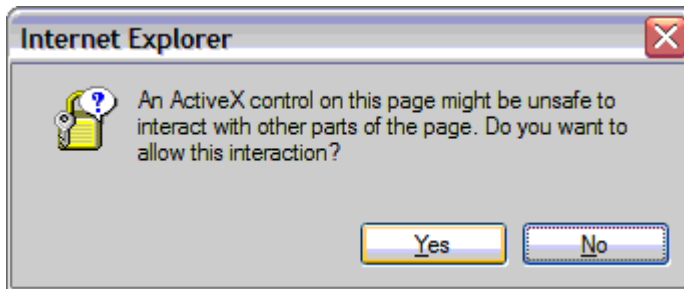 Internet Explorer
An ActiveX control on this page might be unsafe to
interact with other parts of the page. Do you want to
allow this interaction?
Yes
No